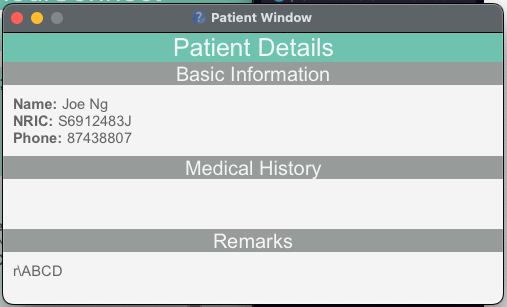 Patient Window
Patient Details
Basic Information
Name: Joe Ng
NRIC: S6912483J
Phone: 87438807
Medical History
Remarks
r\ABCD